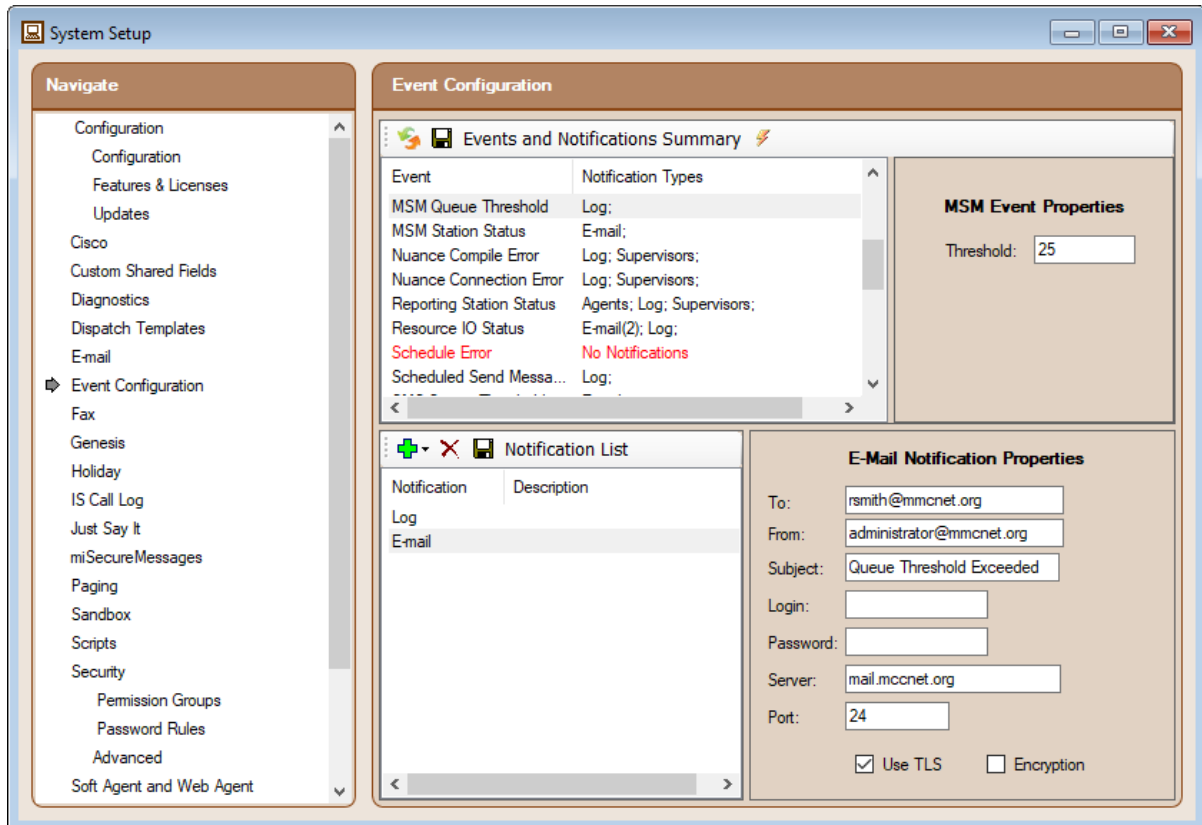 System Setup
Navigate
Configuration
Configuration
Features & Licenses
Updates
Cisco
Custom Shared Fields
Diagnostics
Dispatch Templates
E-mail
Event Configuration
Fax
Genesis
Holiday
IS Call Log
Just Say It
miSecureMessages
Paging
Sandbox
Scripts
Security
Permission Groups
Password Rules
Advanced
Soft Agent and Web Agent
Event Configuration
Events and Notifications Summary
Event Notification Types
MSM Queue Threshold Log;
MSM Station Status E-mail;
Nuance Compile Error Log; Supervisors;
Nuance Connection Error Log; Supervisors;
Reporting Station Status Agents; Log; Supervisors;
Resource IO Status E-mail(2); Log;
Schedule Error No Notifications
Scheduled Send Messa... Log;
MSM Event Properties
Threshold: 25
Notification List
Notification Description
Log
E-mail
E-Mail Notification Properties
To: rsmith@mmcnet.org
From: administrator@mmcnet.org
Subject: Queue Threshold Exceeded
Login:
Password:
Server: mail.mccnet.org
Port: 24
Use TLS Encryption